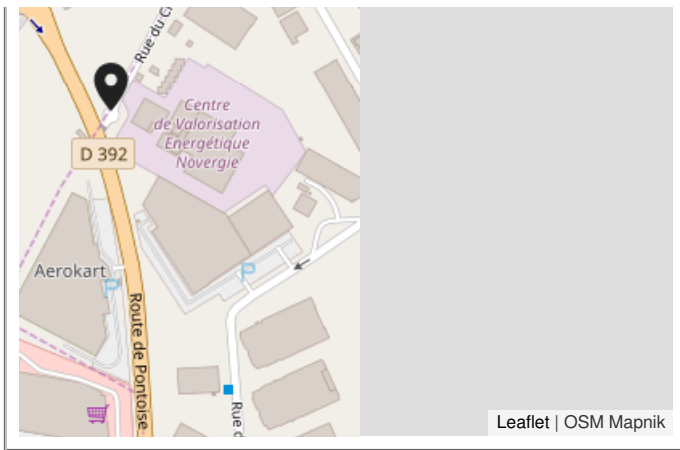 Rue du C
Centre
de Valorisation
Energétique
Novergie
D 392
Aerokart
P
P
Route de Pontoise
Rue d
Leaflet | OSM Mapnik